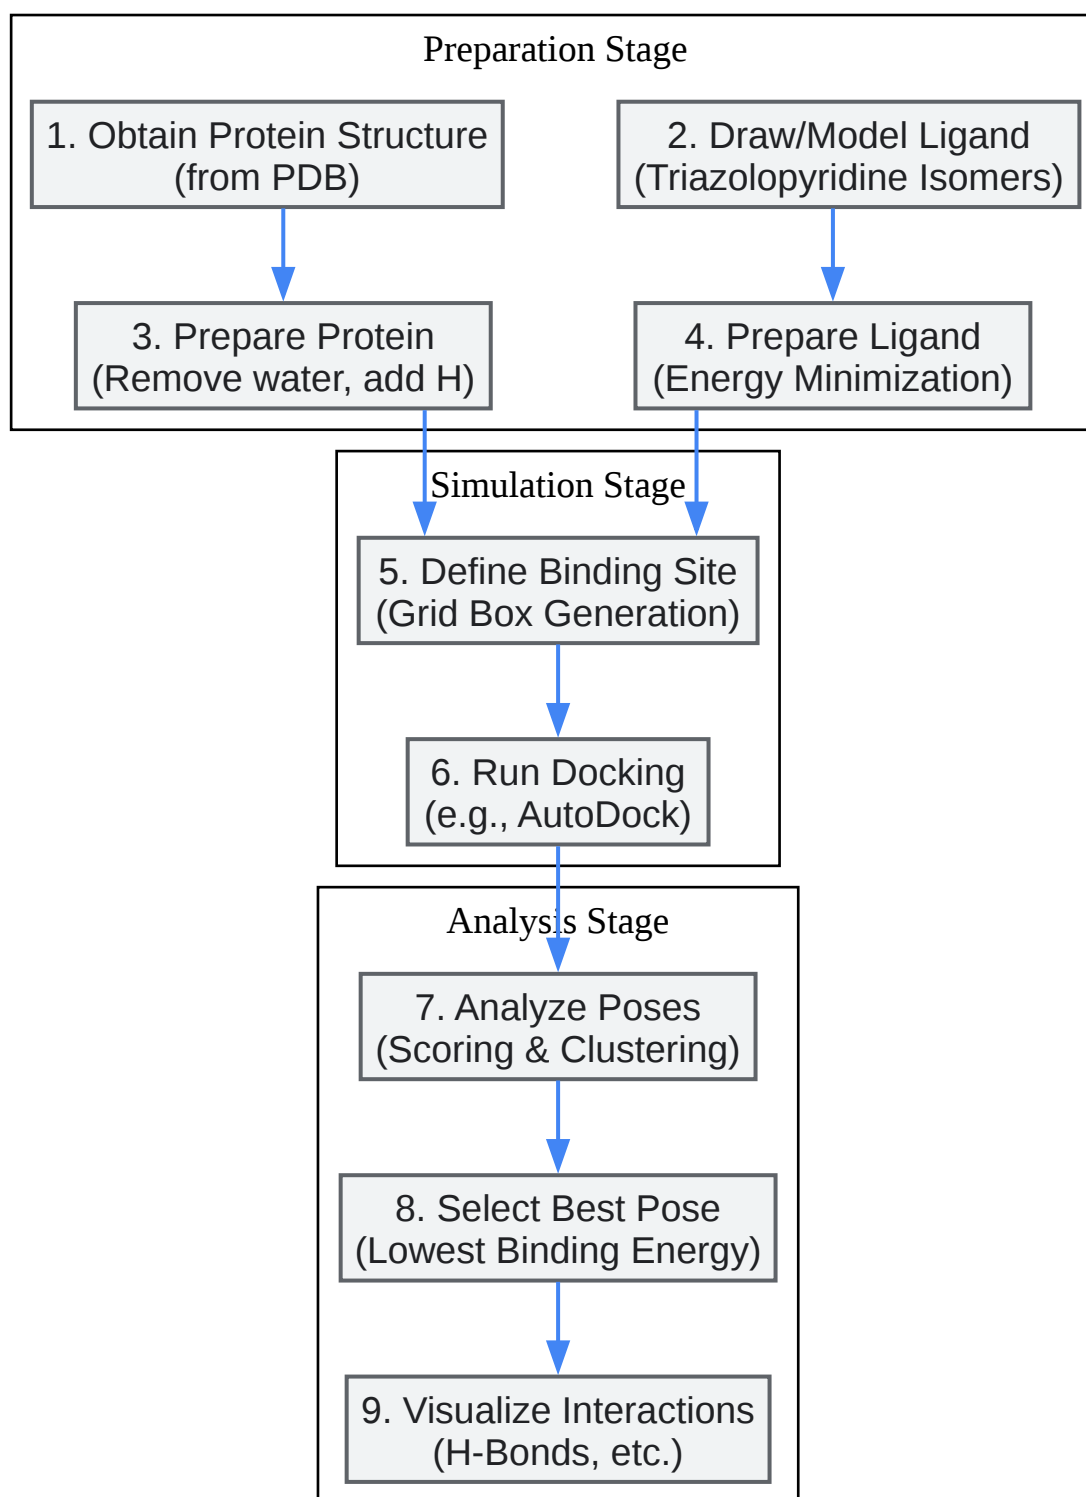 Preparation Stage
1. Obtain Protein Structure
(from PDB)
2. Draw/Model Ligand
(Triazolopyridine Isomers)
3. Prepare Protein
(Remove water, add H)
4. Prepare Ligand
(Energy Minimization)
Simulation Stage
5. Define Binding Site
(Grid Box Generation)
6. Run Docking
(e.g., AutoDock)
Analysis Stage
7. Analyze Poses
(Scoring & Clustering)
8. Select Best Pose
(Lowest Binding Energy)
9. Visualize Interactions
(H-Bonds, etc.)